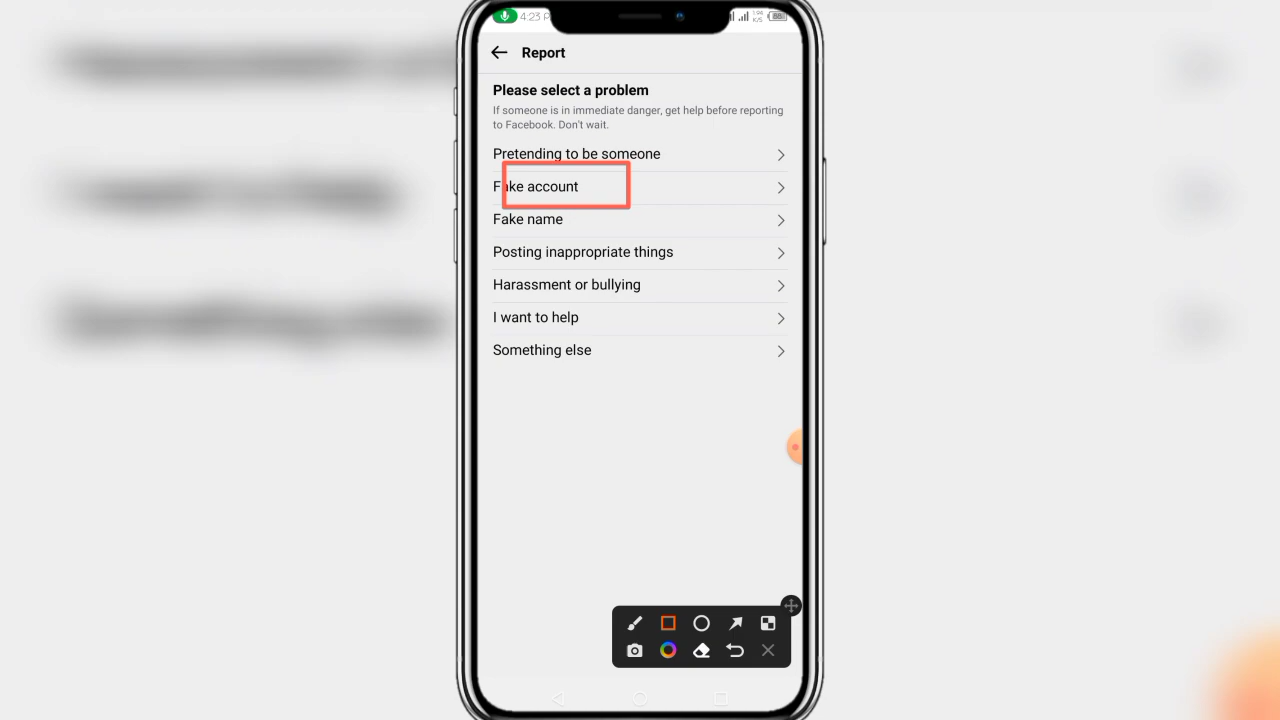 4:23
Report
Please select a problem
If someone is in immediate danger, get help before reporting
to Facebook. Don't wait.
Pretending to be someone
Fake account
Fake name
Posting inappropriate things
Harassment or bullying
I want to help
Something else